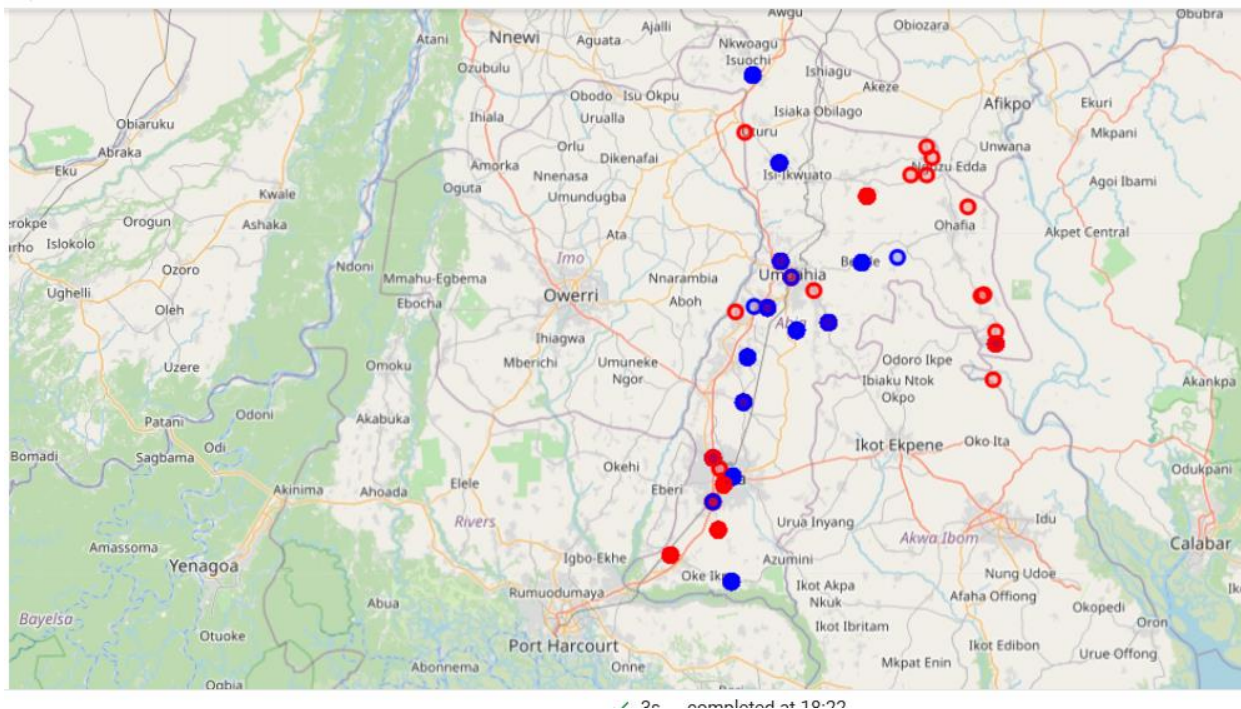 Awgu
Obubra
Obiozara
Ajalli
Atani
Nnewi
Aguata
Nkwoagu
Isuochi
Ozubulu
Ishiagu
Akeze
Obodo
Isu Okpu
Afikpo
Ekuri
Obiaruku
Ihiala
Urualla
Isiaka Obilago
Mkpani
Abraka
Orlu
Dikenafai
Unwana
Eku
Amorka
Isi-Ikwuato
Edda
Agoi Ibami
Kwale
Oguta
Nnenasa
Umundugba
Orogun
Ashaka
Ohafia
Akpet Central
Islokolo
Ata
Ozoro
Ndoni
Imo
Mmahu-Egbema
Nnarambia
Ughelli
Owerri
Aboh
Oleh
Ebocha
Ihiagwa
Uzere
Omoku
Mberichi
Umuneke
Ngor
Odoro Ikpe
Ibiaku Ntok
Okpo
Akankpa
Patani
Odoni
Akabuka
Odi
Bomadi
Sagbama
Okehi
Ikot Ekpene
Oko Ita
Odukpani
Akinima
Ahoada
Elele
Eberi
Rivers
Urua Inyang
Idu
Amassoma
Akwa Ibom
Calabar
Yenagoa
Igbo-Ekhe
Azumini
Abua
Rumuodumaya
Ikot Akpa
Nkuk
Nung Udoe
Afaha Offiong
Okopedi
Bayelsa
Otuoke
Port Harcourt
Ikot Ibritam
Oron
Abonnema
Onne
Mkpat Enin
Ikot Edibon
Urue Offong
3s completed at 18:22